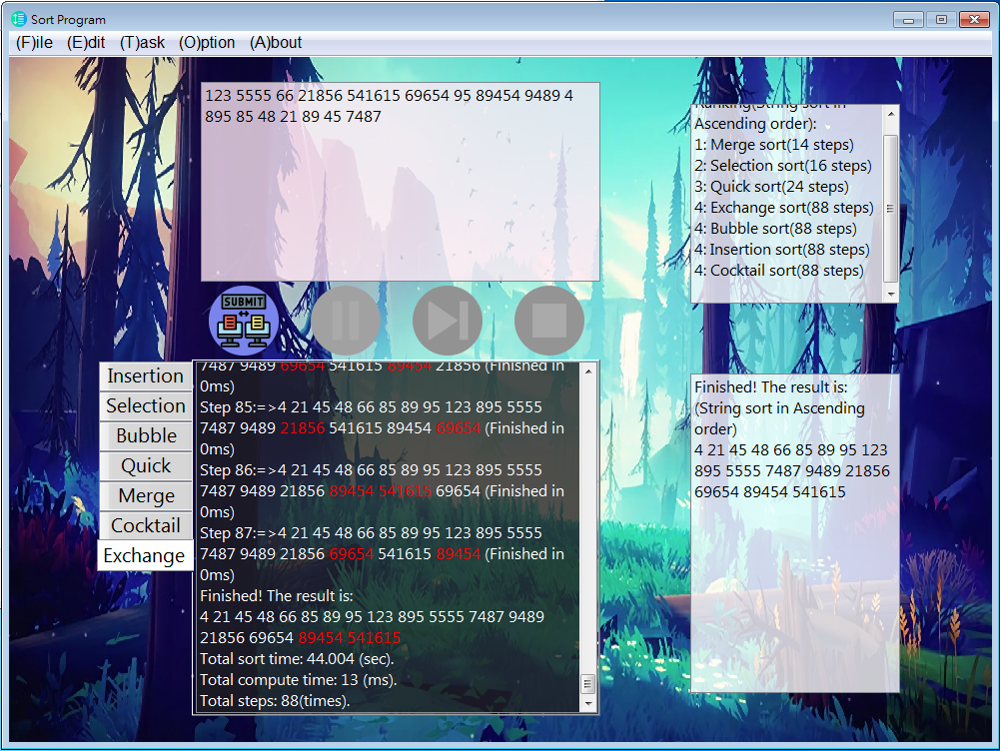 Sort Program
(F)ile (E)dit (T)ask (O)ption (A)bout
123 5555 66 21856 541615 69654 95 89454 9489 4
895 85 48 21 89 45 7487
Ranking(String sort in
Ascending order):
1: Merge sort(14 steps)
2: Selection sort(16 steps)
3: Quick sort(24 steps)
4: Exchange sort(88 steps)
4: Bubble sort(88 steps)
4: Insertion sort(88 steps)
4: Cocktail sort(88 steps)
SUBMIT
Insertion
Selection
Bubble
Quick
Merge
Cocktail
Exchange
7487 9489 69654 541615 89454 21856 (Finished in
0ms)
Step 85:=>4 21 45 48 66 85 89 95 123 895 5555
7487 9489 21856 541615 89454 69654 (Finished in
0ms)
Step 86:=>4 21 45 48 66 85 89 95 123 895 5555
7487 9489 21856 89454 541615 69654 (Finished in
0ms)
Step 87:=>4 21 45 48 66 85 89 95 123 895 5555
7487 9489 21856 69654 541615 89454 (Finished in
0ms)
Finished! The result is:
4 21 45 48 66 85 89 95 123 895 5555 7487 9489
21856 69654 89454 541615
Total sort time: 44.004 (sec).
Total compute time: 13 (ms).
Total steps: 88(times).
Finished! The result is:
(String sort in Ascending
order)
4 21 45 48 66 85 89 95 123
895 5555 7487 9489 21856
69654 89454 541615